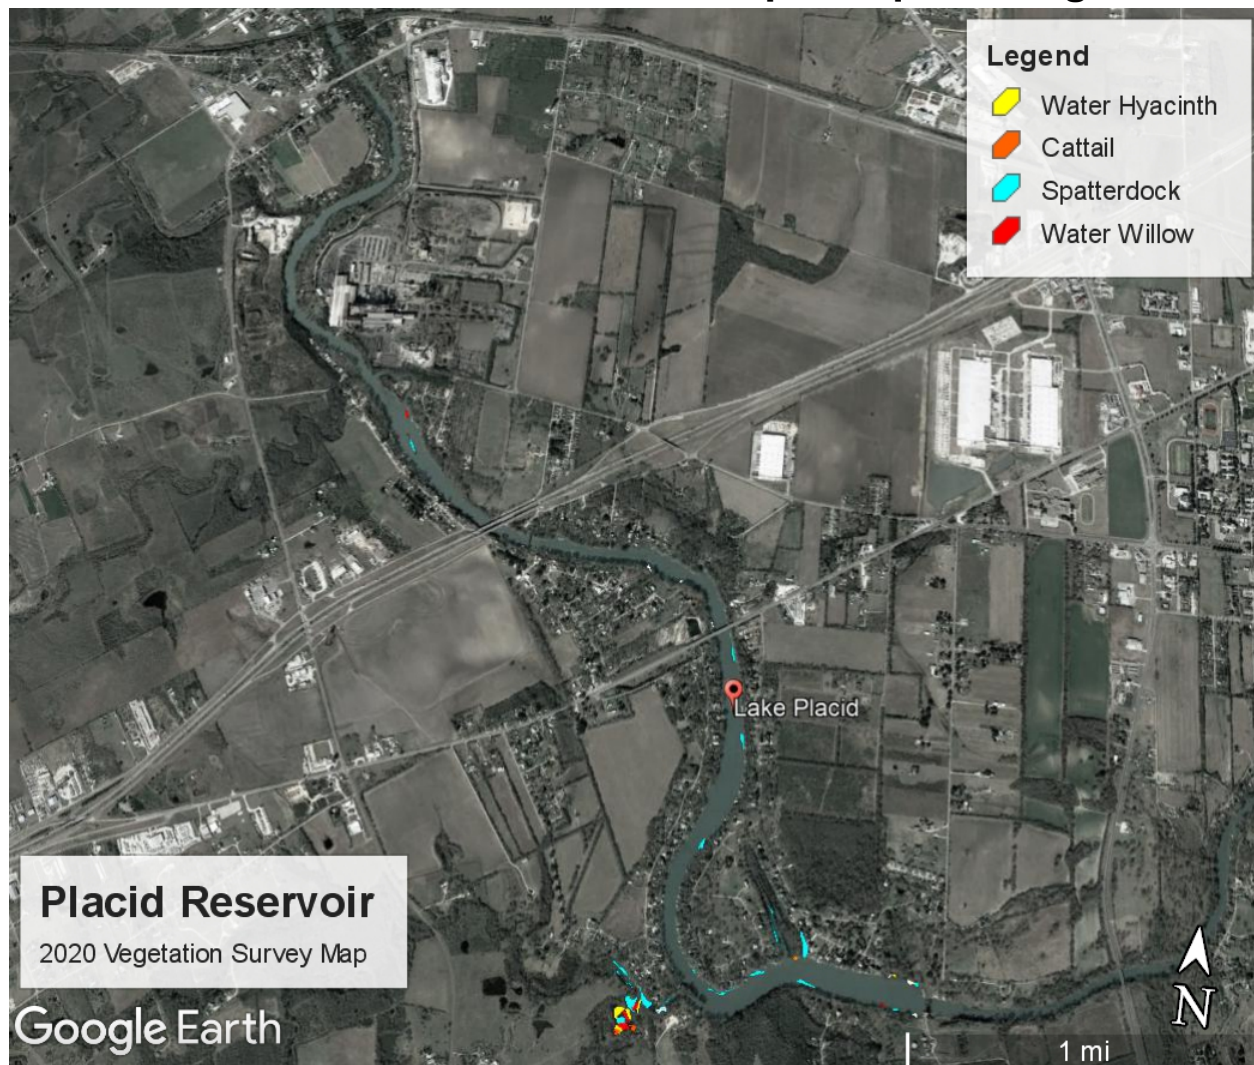 Legend
Water Hyacinth
Cattail
Spatterdock
Water Willow
Lake Placid
Placid Reservoir
2020 Vegetation Survey Map
Google Earth
N
1 mi